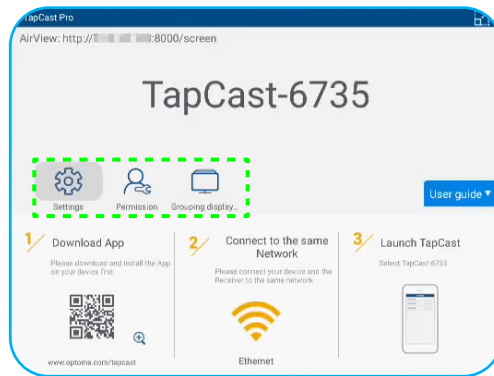 TapCast Pro
AirView: http:// :8000/screen
TapCast-6735
Settings
Permission
Grouping display..
User guide
1/ Download App
Please download and install the App
on your device first
www.optoma.com/tapcast
2/ Connect to the same
Network
Please connect your device and the
Receiver to the same network
Ethernet
3/ Launch TapCast
Select TapCast-6735